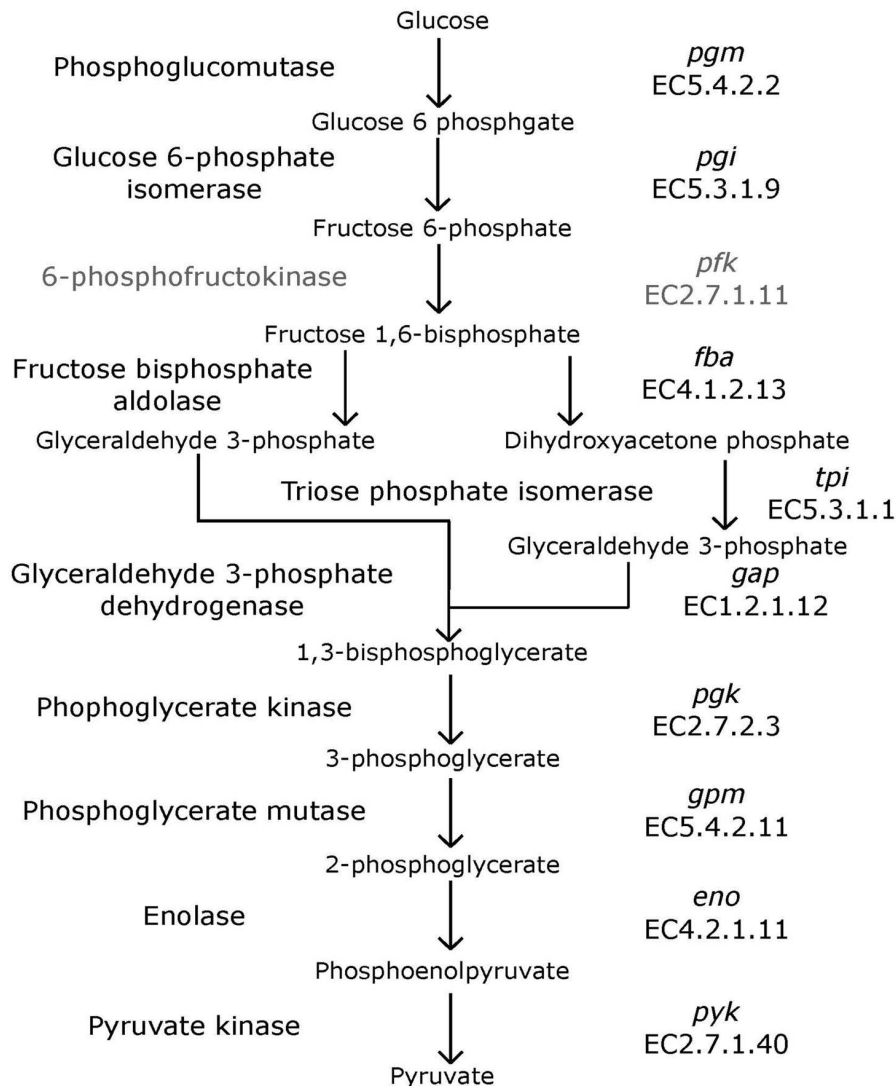 Glucose
Phosphoglucomutase
pgm
EC5.4.2.2
Glucose 6 phosphgate
Glucose 6-phosphate
isomerase
pgi
EC5.3.1.9
Fructose 6-phosphate
6-phosphofructokinase
pfk
EC2.7.1.11
Fructose 1,6-bisphosphate
Fructose bisphosphate
aldolase
fba
EC4.1.2.13
Glyceraldehyde 3-phosphate
Dihydroxyacetone phosphate
Triose phosphate isomerase
tpi
EC5.3.1.1
Glyceraldehyde 3-phosphate
Glyceraldehyde 3-phosphate
dehydrogenase
gap
EC1.2.1.12
1,3-bisphosphoglycerate
Phophoglycerate kinase
pgk
EC2.7.2.3
3-phosphoglycerate
Phosphoglycerate mutase
gpm
EC5.4.2.11
2-phosphoglycerate
Enolase
eno
EC4.2.1.11
Phosphoenolpyruvate
Pyruvate kinase
pyk
EC2.7.1.40
Pyruvate